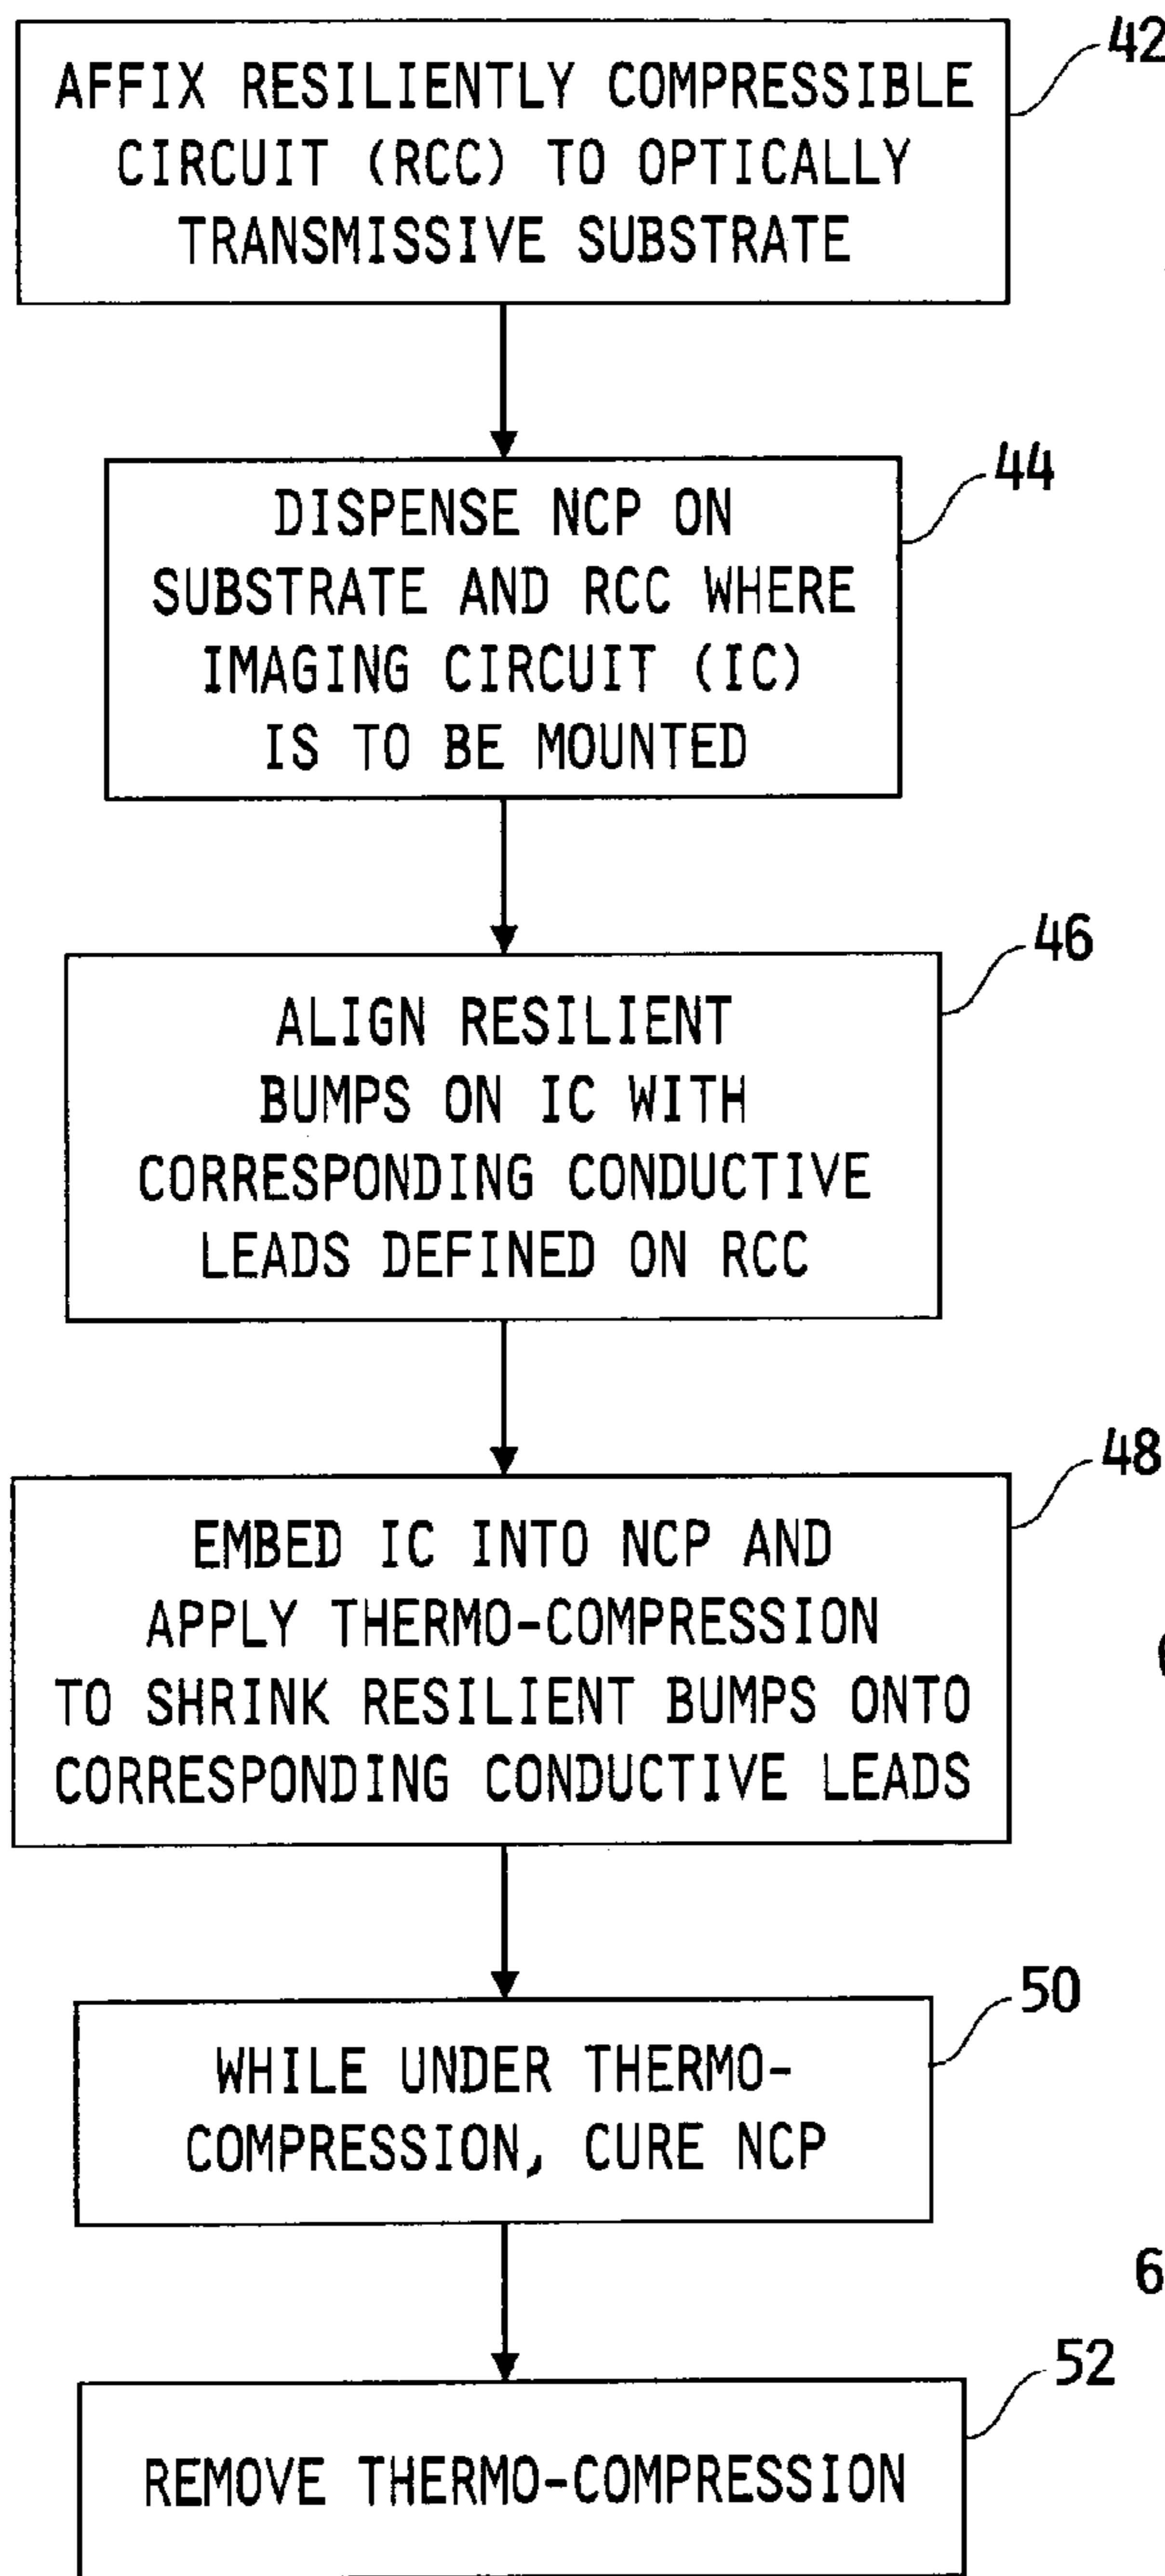 42
AFFIX RESILIENTLY COMPRESSIBLE
CIRCUIT (RCC) TO OPTICALLY
TRANSMISSIVE SUBSTRATE
44
DISPENSE NCP ON
SUBSTRATE AND RCC WHERE
IMAGING CIRCUIT (IC)
IS TO BE MOUNTED
46
ALIGN RESILIENT
BUMPS ON IC WITH
CORRESPONDING CONDUCTIVE
LEADS DEFINED ON RCC
48
EMBED IC INTO NCP AND
APPLY THERMO-COMPRESSION
TO SHRINK RESILIENT BUMPS ONTO
CORRESPONDING CONDUCTIVE LEADS
50
WHILE UNDER THERMO-
COMPRESSION, CURE NCP
6
52
REMOVE THERMO-COMPRESSION